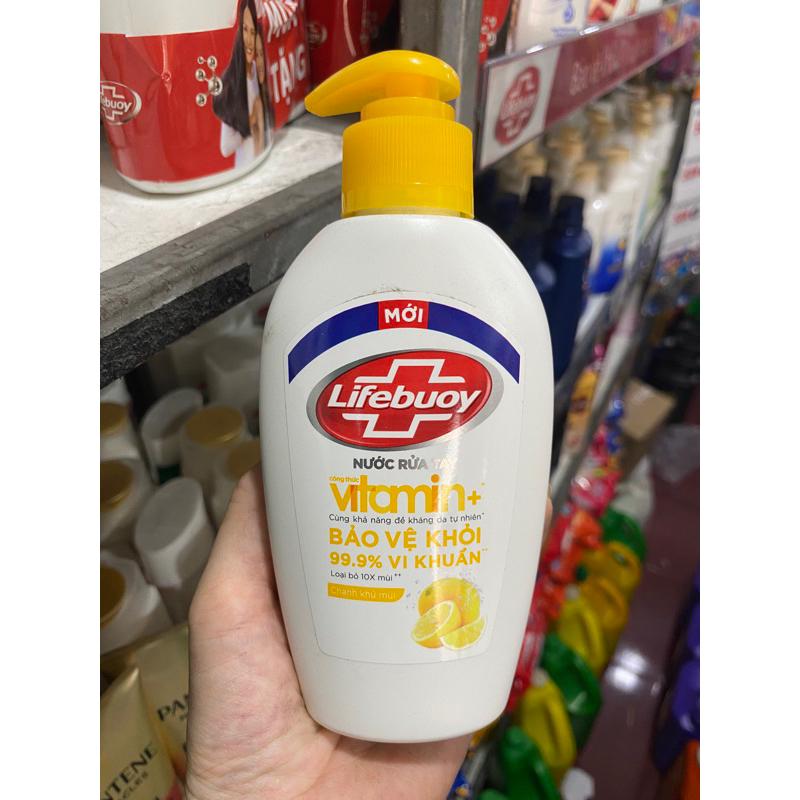 MỚI
Lifebuoy
NƯỚC RỬA TAY
công thức
vitamin+
Cùng khả năng đề kháng da tự nhiên*
BẢO VỆ KHỎI
99.9% VI KHUẨN**
Loại bỏ 10X mùi++
Chanh khử mùi
Lifebuoy
TẶNG